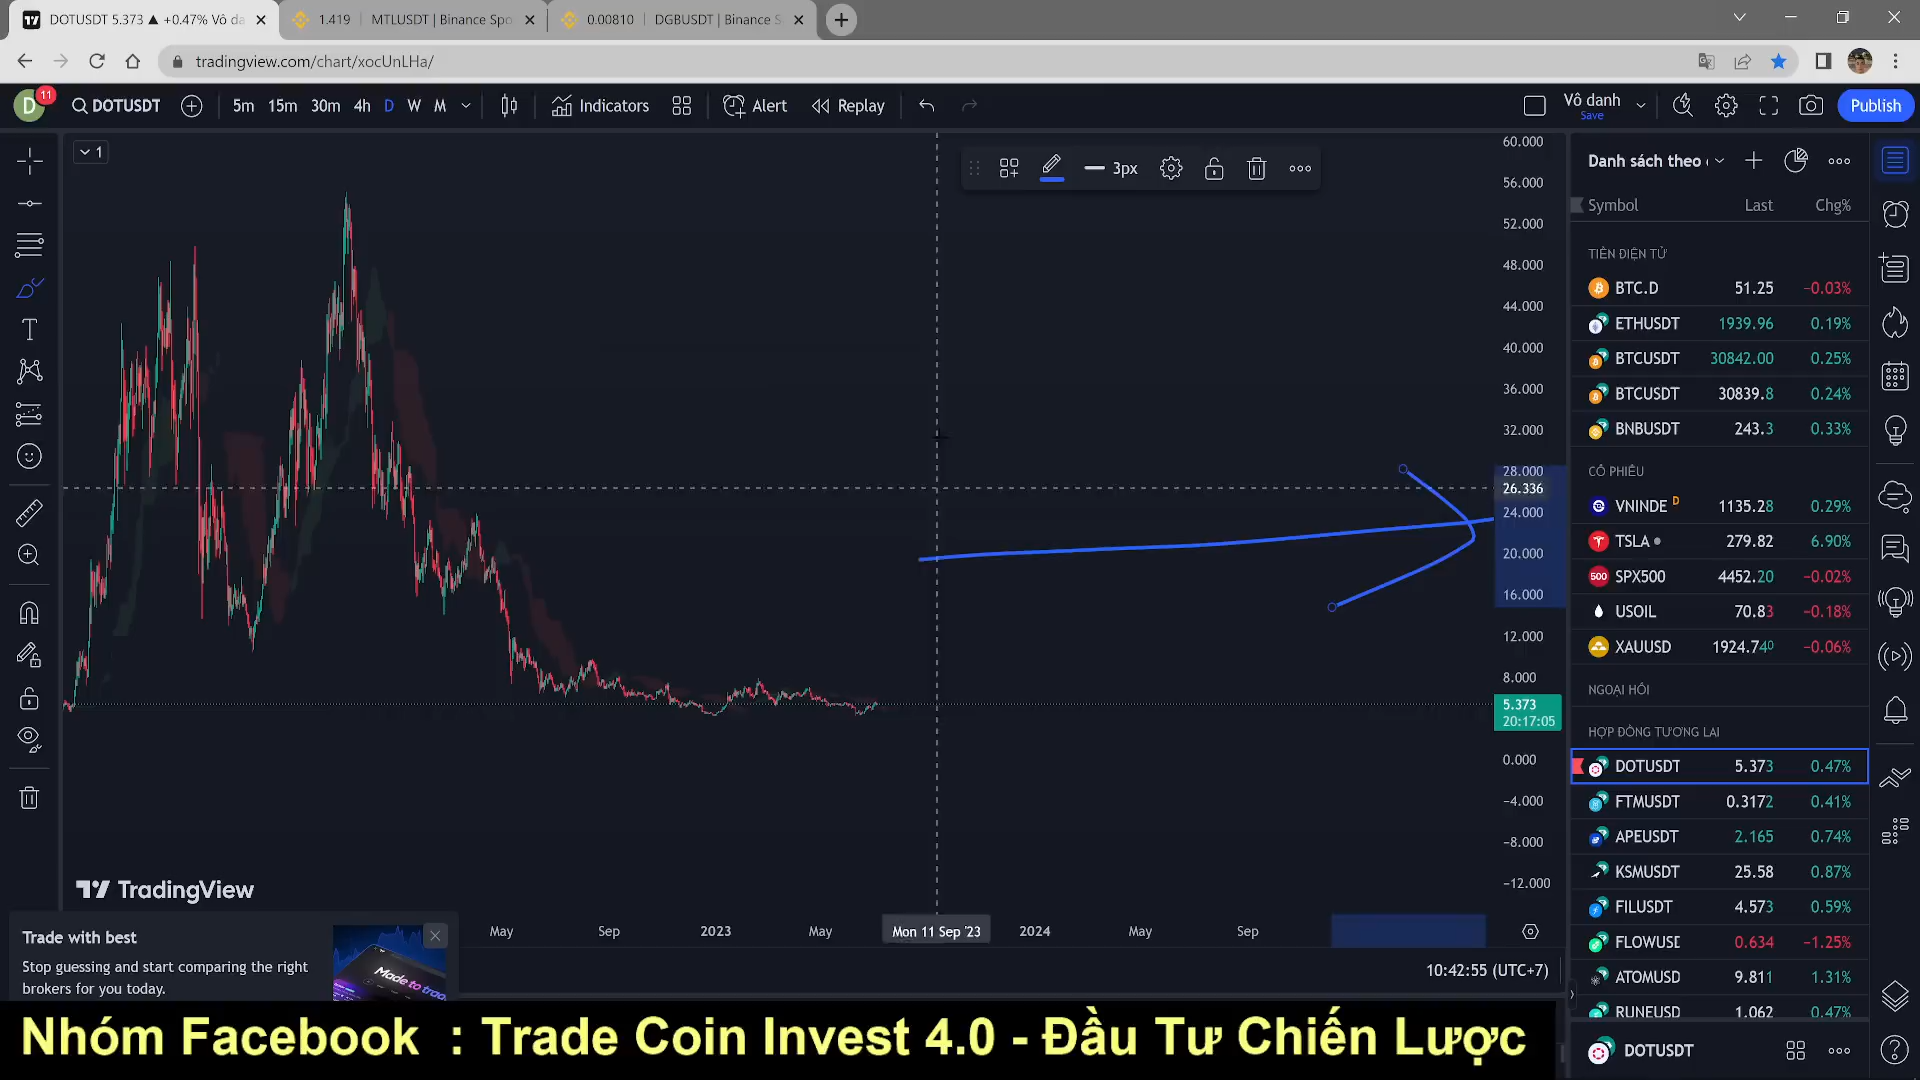 DOTUSDT 5.373 ▲ +0.47% Vô da
1.419 MTLUSDT | Binance Spo
0.00810 DGBUSDT | Binance S
tradingview.com/chart/xocUnLHa/
D 11 DOTUSDT 5m 15m 30m 4h D W M Indicators Alert Replay Vô danh Save Publish
1
3px
60.000
56.000
52.000
48.000
44.000
40.000
36.000
32.000
28.000
26.336
24.000
20.000
16.000
12.000
8.000
5.373
20:17:05
0.000
−4.000
−8.000
−12.000
TradingView
May Sep 2023 May Mon 11 Sep '23 2024 May Sep
10:42:55 (UTC+7)
Trade with best
Stop guessing and start comparing the right
brokers for you today.
Made to trad
Danh sách theo
Symbol Last Chg%
TIỀN ĐIỆN TỬ
BTC.D 51.25 −0.03%
ETHUSDT 1939.96 0.19%
BTCUSDT 30842.00 0.25%
BTCUSDT 30839.8 0.24%
BNBUSDT 243.3 0.33%
CỔ PHIẾU
VNINDE D 1135.28 0.29%
TSLA 279.82 6.90%
500 SPX500 4452.20 −0.02%
USOIL 70.83 −0.18%
XAUUSD 1924.740 −0.06%
NGOẠI HỐI
HỢP ĐỒNG TƯƠNG LAI
DOTUSDT 5.373 0.47%
FTMUSDT 0.3172 0.41%
APEUSDT 2.165 0.74%
KSMUSDT 25.58 0.87%
FILUSDT 4.573 0.59%
FLOWUSD 0.634 −1.25%
ATOMUSD 9.811 1.31%
RUNEUSD 1.062 0.47%
DOTUSDT
Nhóm Facebook : Trade Coin Invest 4.0 - Đầu Tư Chiến Lược